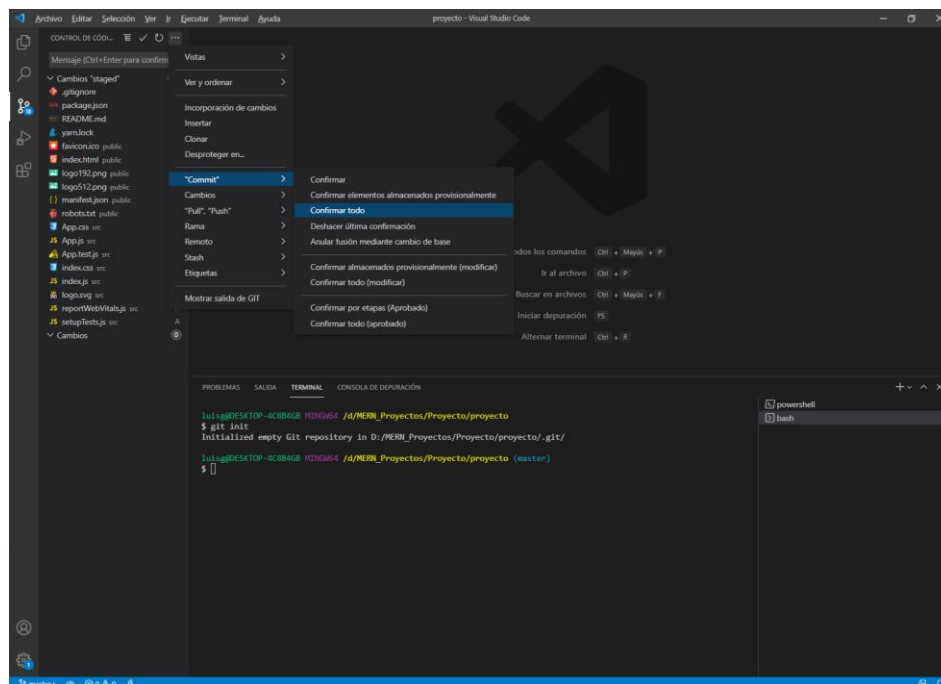 Archivo Editar Selección Ver Ir Ejecutar Terminal Ayuda
proyecto - Visual Studio Code
CONTROL DE CÓDI...
Mensaje (Ctrl+Enter para confirm
Cambios "staged"
.gitignore
package.json
README.md
yarn.lock
favicon.ico public
index.html public
logo192.png public
logo512.png public
manifest.json public
robots.txt public
App.css src
App.js src
App.test.js src
index.css src
index.js src
logo.svg src
reportWebVitals.js src
setupTests.js src A
Cambios 0
Vistas
Ver y ordenar
Incorporación de cambios
Insertar
Clonar
Desproteger en...
"Commit"
Cambios
"Pull", "Push"
Rama
Remoto
Stash
Etiquetas
Mostrar salida de GIT
Confirmar
Confirmar elementos almacenados provisionalmente
Confirmar todo
Deshacer última confirmación
Anular fusión mediante cambio de base
Confirmar almacenados provisionalmente (modificar)
Confirmar todo (modificar)
Confirmar por etapas (Aprobado)
Confirmar todo (aprobado)
odos los comandos Ctrl + Mayús + P
Ir al archivo Ctrl + P
Buscar en archivos Ctrl + Mayús + F
Iniciar depuración F5
Alternar terminal Ctrl + Ñ
PROBLEMAS SALIDA TERMINAL CONSOLA DE DEPURACIÓN
powershell
bash
luisg@DESKTOP-4C8B4GB MINGW64 /d/MERN_Proyectos/Proyecto/proyecto
$ git init
Initialized empty Git repository in D:/MERN_Proyectos/Proyecto/proyecto/.git/
luisg@DESKTOP-4C8B4GB MINGW64 /d/MERN_Proyectos/Proyecto/proyecto (master)
$